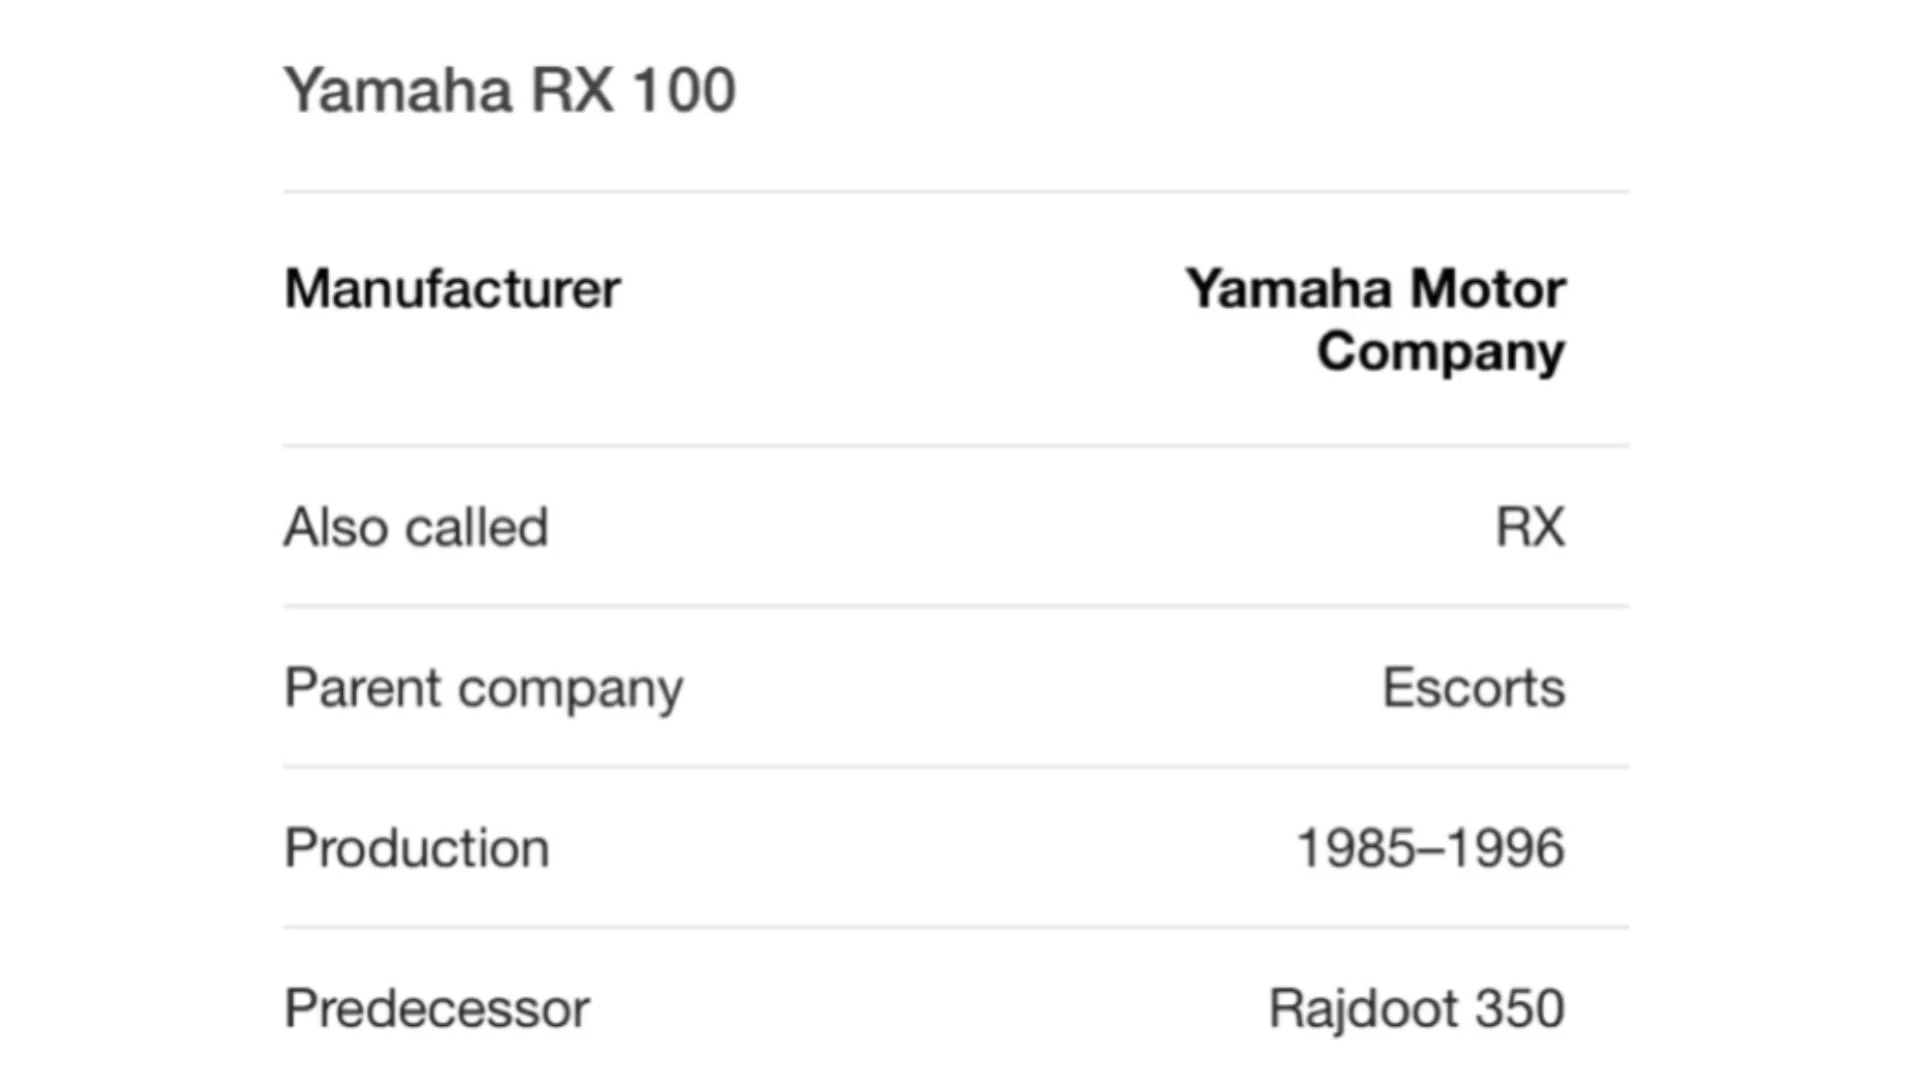 Yamaha RX 100
Manufacturer Yamaha Motor
Company
Also called RX
Parent company Escorts
Production 1985–1996
Predecessor Rajdoot 350